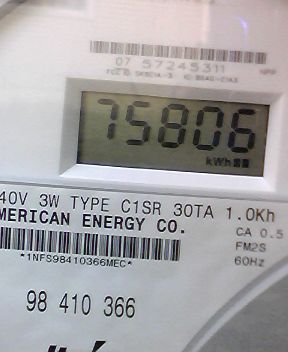 07 57245311
75806
kWh
40V 3W TYPE C1SR 30TA 1.0Kh
MERICAN ENERGY CO.
CA 0.5
FM2S
*1NFS98410366MEC*
60Hz
98 410 366